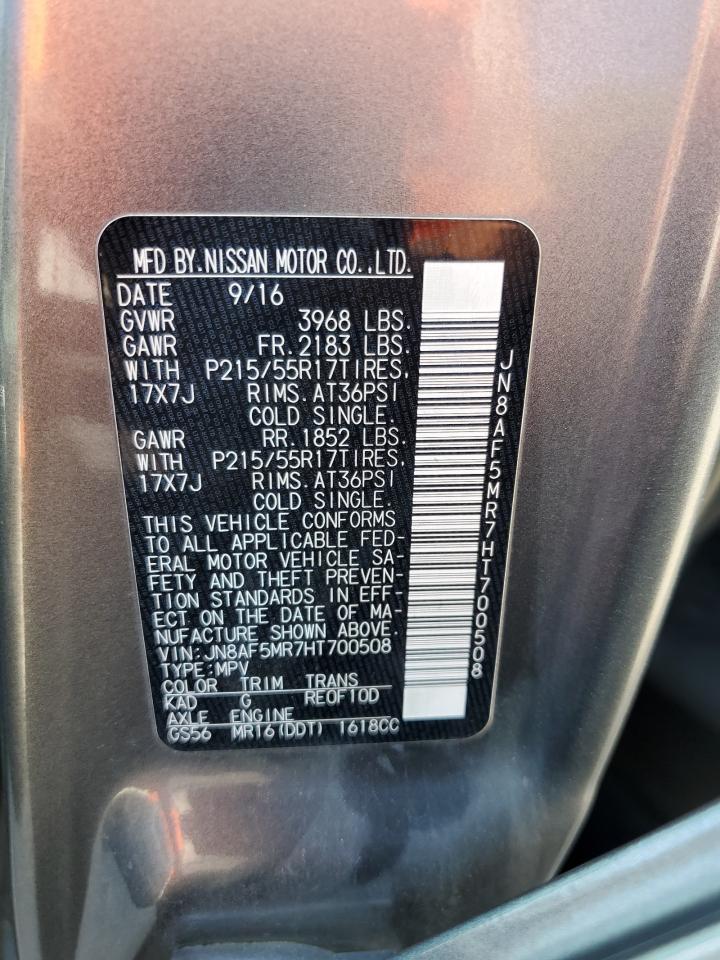 MFD BY.NISSAN MOTOR CO.,LTD.
DATE 9/16
GVWR 3968 LBS.
GAWR FR.2183 LBS.
WITH P215/55R17TIRES,
17X7J RIMS.AT36PSI
COLD SINGLE.
GAWR RR.1852 LBS.
WITH P215/55R17TIRES,
17X7J RIMS.AT36PSI
COLD SINGLE.
THIS VEHICLE CONFORMS
TO ALL APPLICABLE FED-
ERAL MOTOR VEHICLE SA-
FETY AND THEFT PREVEN-
TION STANDARDS IN EFF-
ECT ON THE DATE OF MA-
NUFACTURE SHOWN ABOVE.
VIN:JN8AF5MR7HT700508
TYPE:MPV
COLOR TRIM TRANS
KAD G RE0F10D
AXLE ENGINE
GS56 MR16(DDT) 1618CC
JN8AF5MR7HT700508